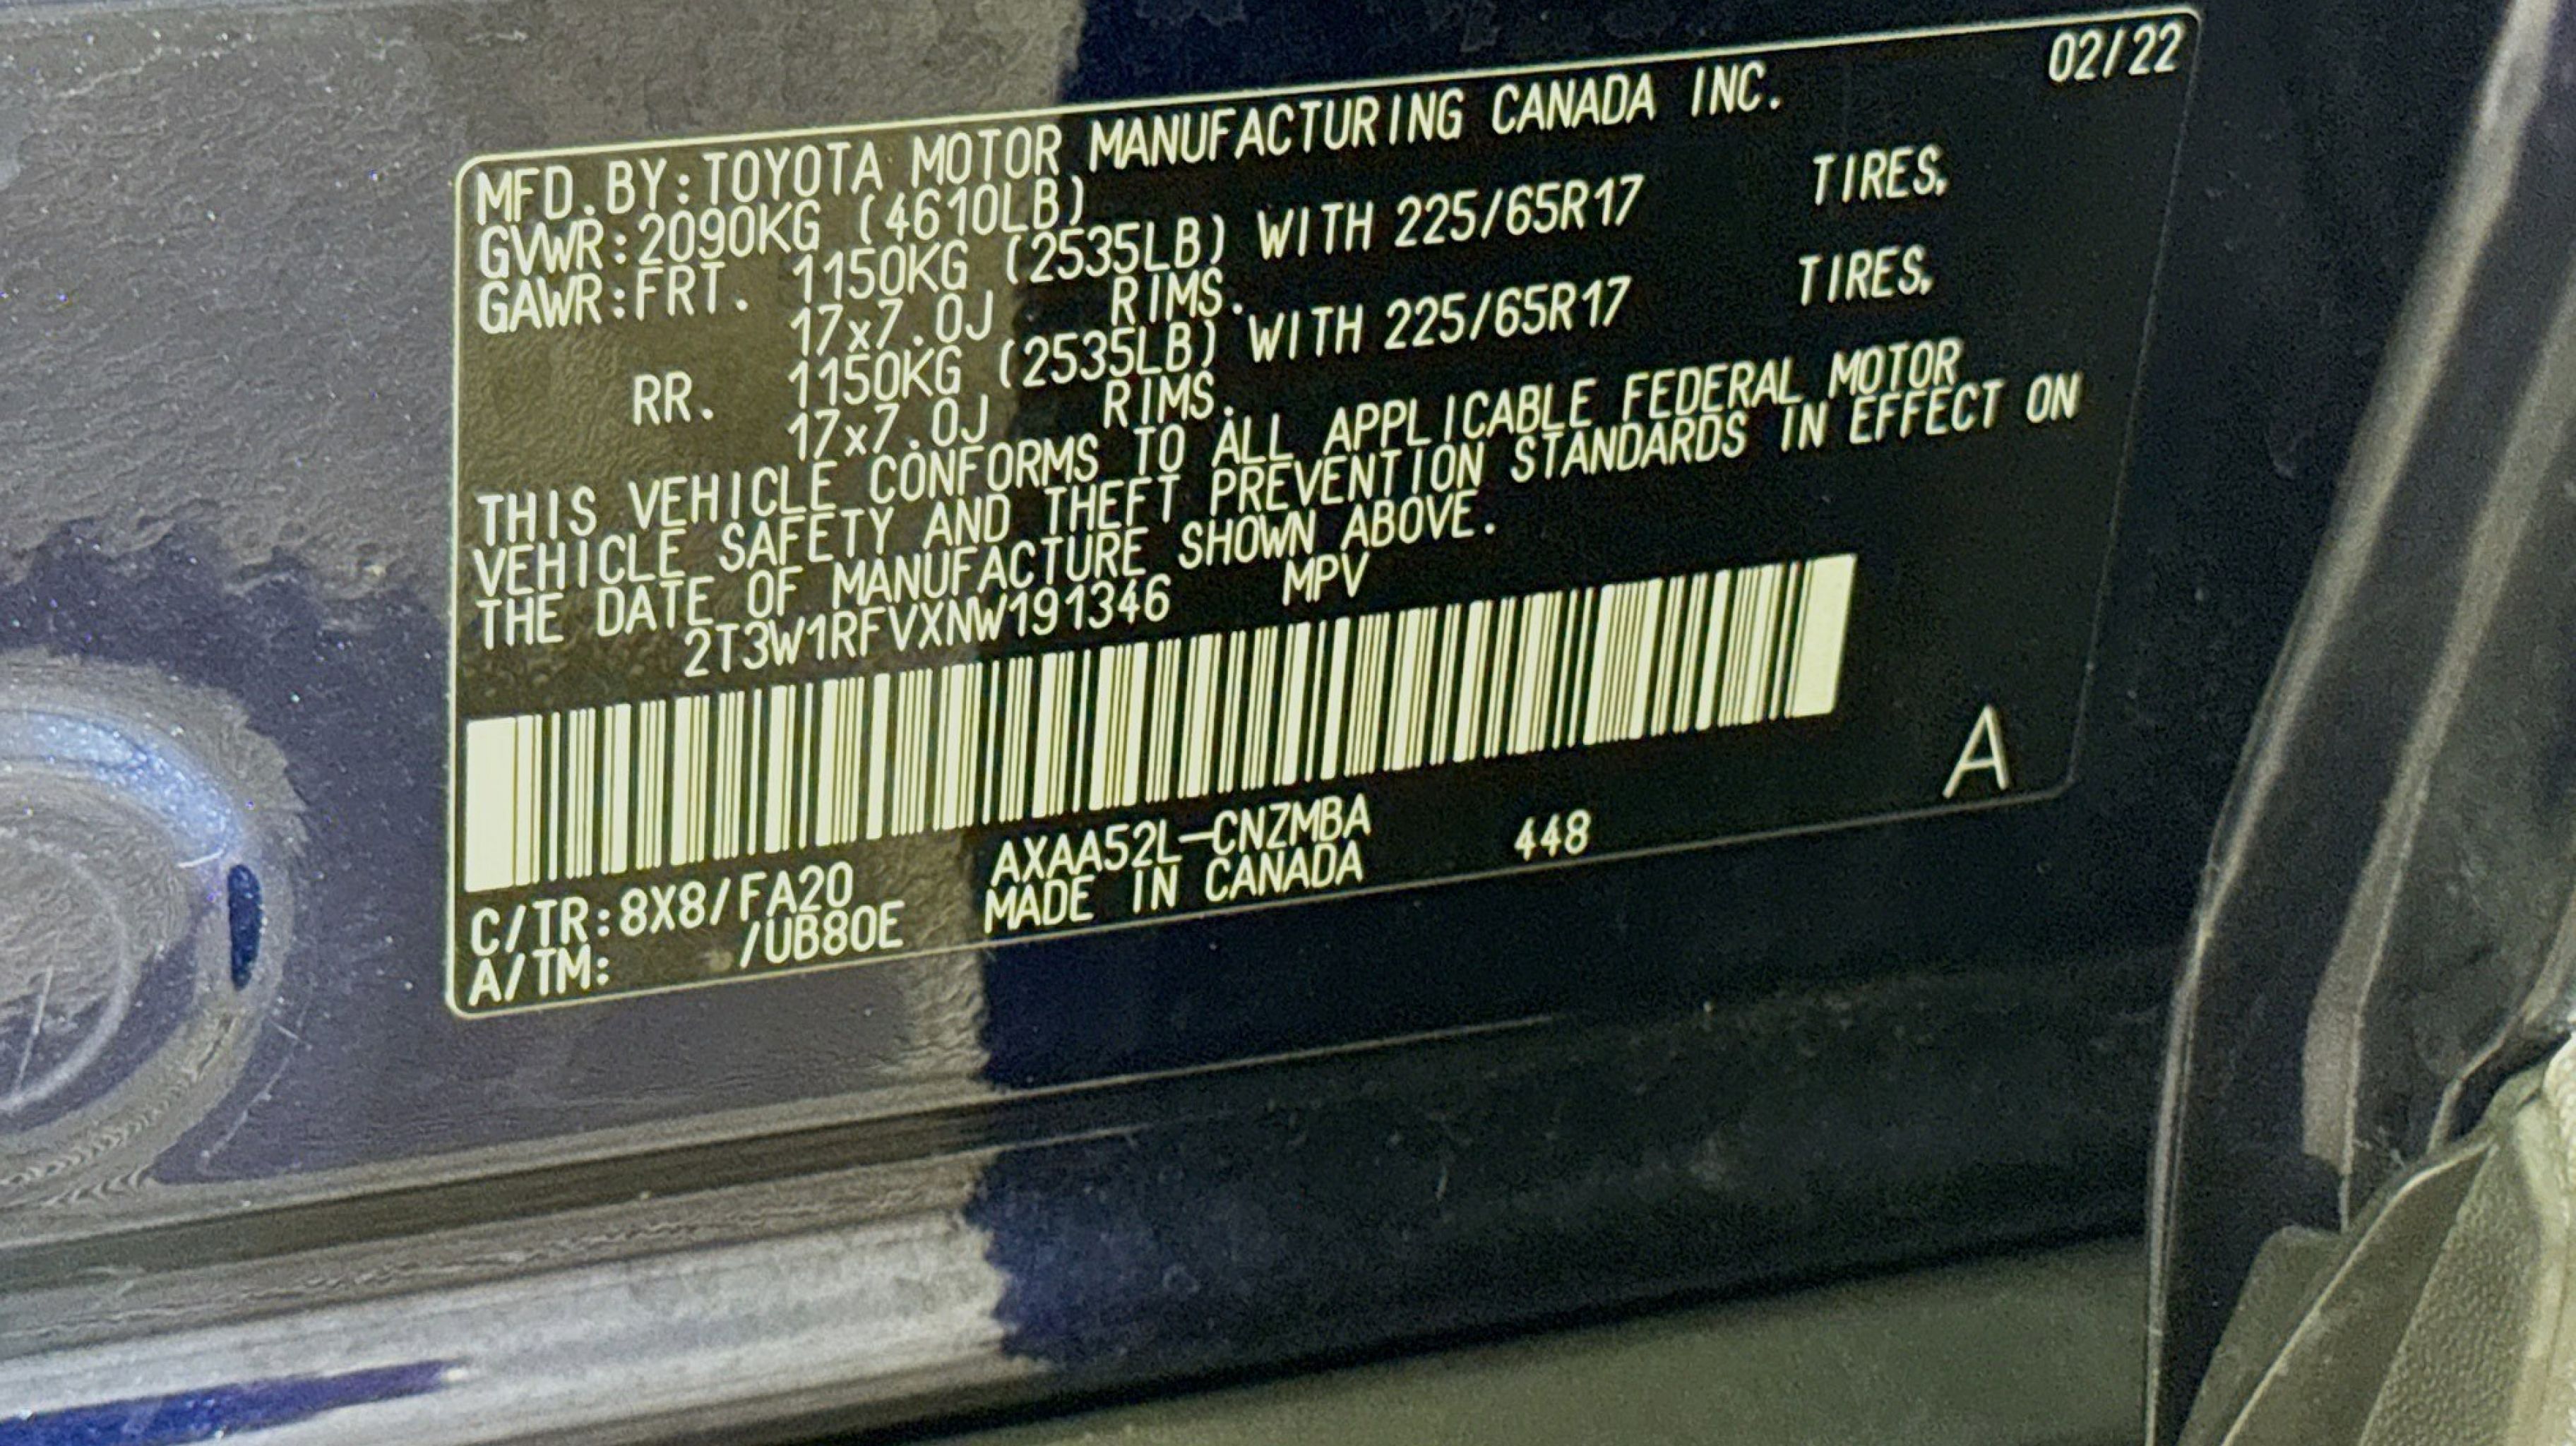 02/22
MFD.BY:TOYOTA MOTOR MANUFACTURING CANADA INC.
GVWR:2090KG (4610LB)
GAWR:FRT. 1150KG (2535LB) WITH 225/65R17 TIRES,
17x7.0J RIMS.
RR. 1150KG (2535LB) WITH 225/65R17 TIRES,
17x7.0J RIMS.
THIS VEHICLE CONFORMS TO ALL APPLICABLE FEDERAL MOTOR
VEHICLE SAFETY AND THEFT PREVENTION STANDARDS IN EFFECT ON
THE DATE OF MANUFACTURE SHOWN ABOVE.
2T3W1RFVXNW191346 MPV
A
C/TR:8X8/FA20 AXAA52L-CNZMBA 448
A/TM: /UB80E MADE IN CANADA